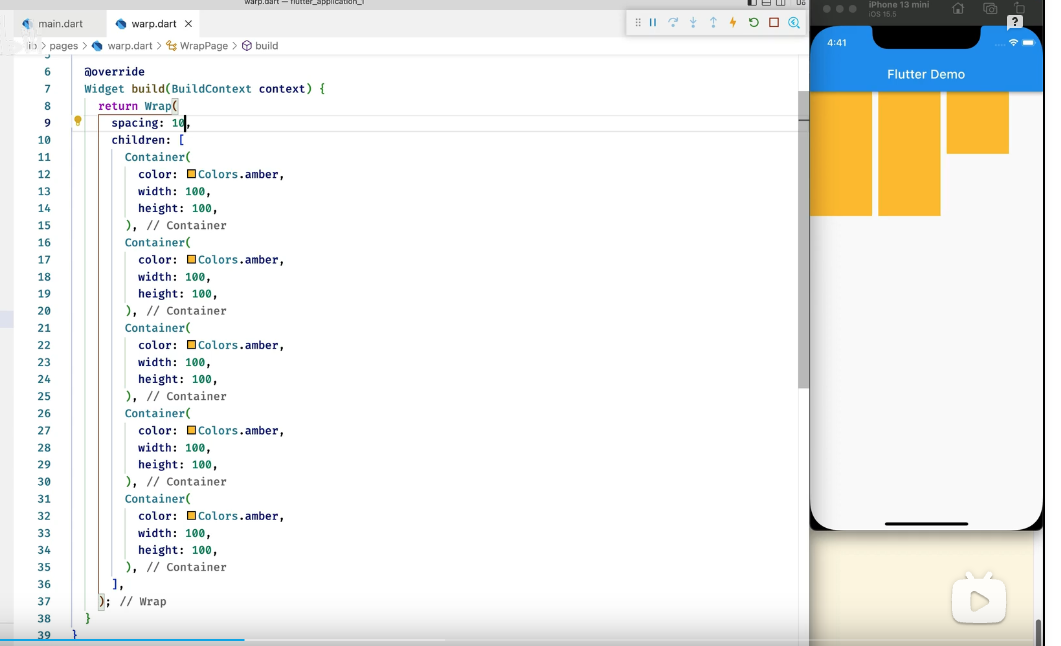 warp.dart — flutter_application_1
main.dart
warp.dart
lib > pages > warp.dart > WrapPage > build
5
6 @override
7 Widget build(BuildContext context) {
8 return Wrap(
9 spacing: 10,
10 children: [
11 Container(
12 color: Colors.amber,
13 width: 100,
14 height: 100,
15 ), // Container
16 Container(
17 color: Colors.amber,
18 width: 100,
19 height: 100,
20 ), // Container
21 Container(
22 color: Colors.amber,
23 width: 100,
24 height: 100,
25 ), // Container
26 Container(
27 color: Colors.amber,
28 width: 100,
29 height: 100,
30 ), // Container
31 Container(
32 color: Colors.amber,
33 width: 100,
34 height: 100,
35 ), // Container
36 ],
37 ); // Wrap
38 }
39 }
iPhone 13 mini
iOS 15.5
?
4:41
Flutter Demo